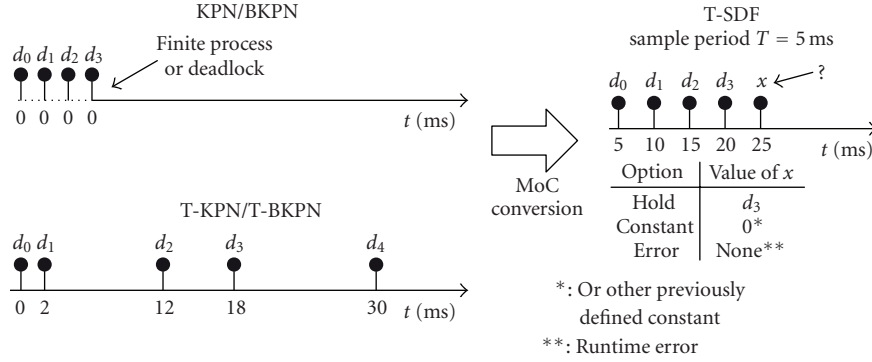 KPN/BKPN
d0 d1 d2 d3
Finite process
or deadlock
0 0 0 0
t (ms)
T-KPN/T-BKPN
d0 d1 d2 d3 d4
0 2 12 18 30
t (ms)
MoC
conversion
T-SDF
sample period T = 5 ms
d0 d1 d2 d3 x ?
5 10 15 20 25
t (ms)
Option Value of x
Hold d3
Constant 0*
Error None**
*: Or other previously
defined constant
**: Runtime error